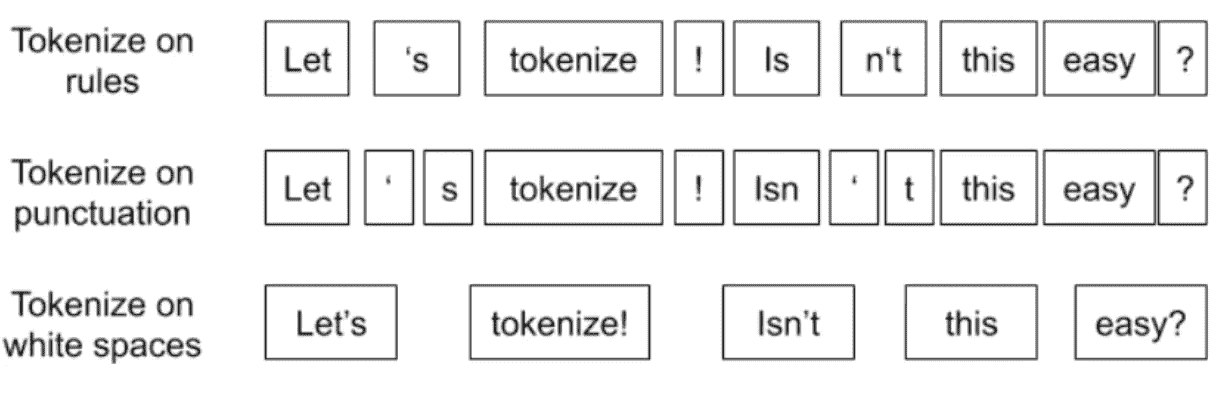 Tokenize on
rules
Let ‘s tokenize ! Is n‘t this easy ?
Tokenize on
punctuation
Let ‘ s tokenize ! Isn ‘ t this easy ?
Tokenize on
white spaces
Let’s tokenize! Isn’t this easy?